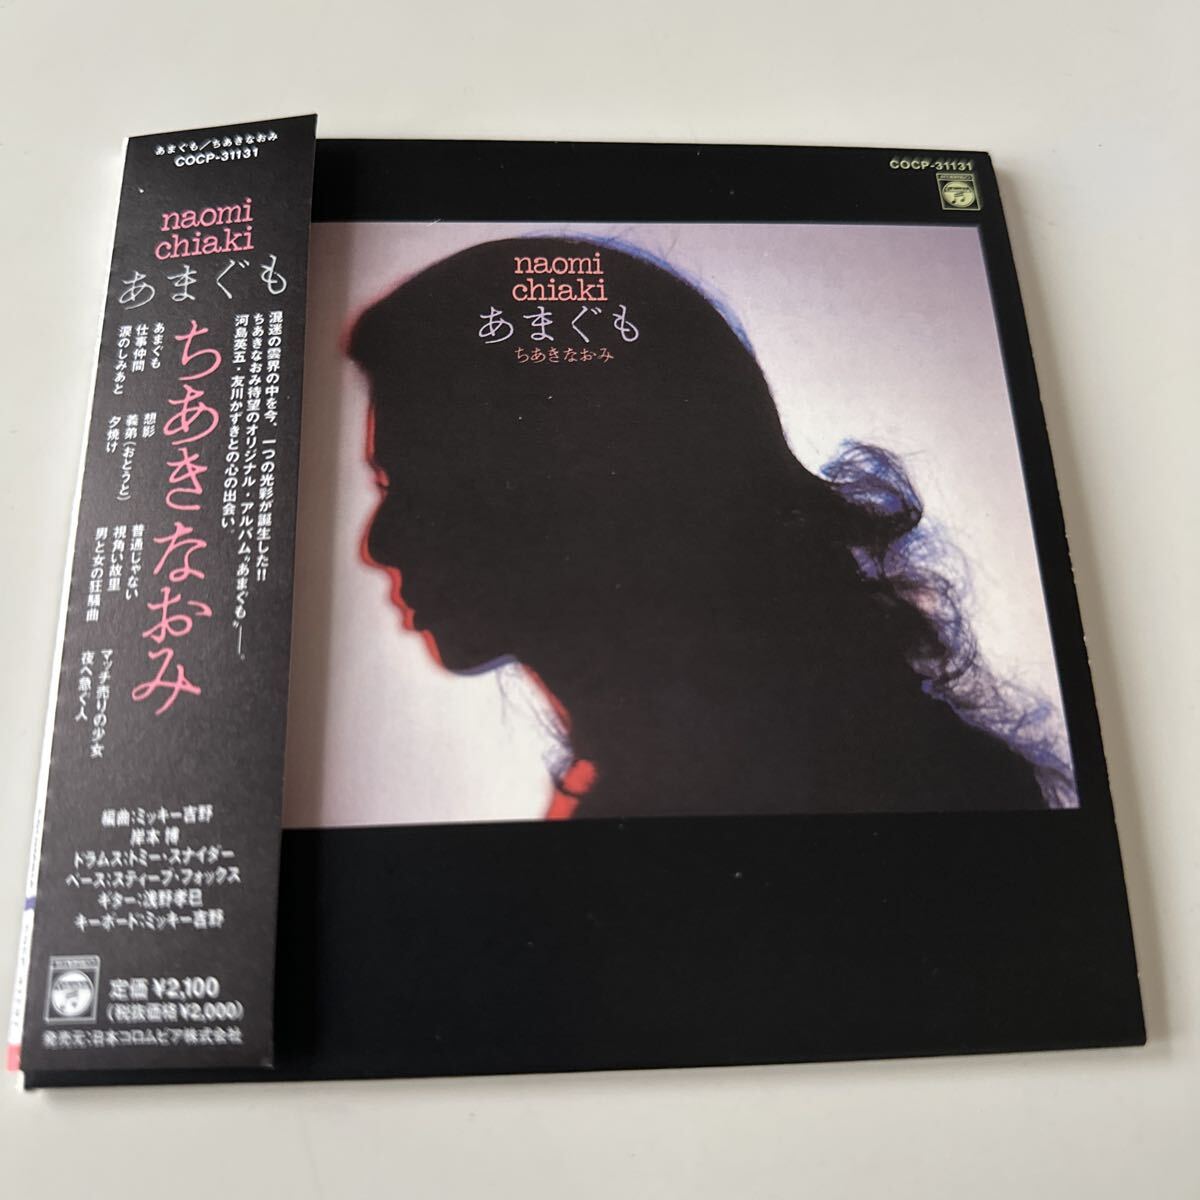 あまぐも／ちあきなおみ
COCP-31131
naomi
chiaki
あまぐも
ちあきなおみ
混迷の雲界の中を今、一つの光彩が誕生した!!
ちあきなおみ待望のオリジナル・アルバム“あまぐも”——。
河島英五・友川かずきとの心の出会い。
あまぐも
仕事仲間
涙のしみあと
想影
義弟(おとうと)
夕焼け
普通じゃない
視角い故里
男と女の狂騒曲
マッチ売りの少女
夜へ急ぐ人
編曲:ミッキー吉野
岸本 博
ドラムス:トミー・スナイダー
ベース:スティーブ・フォックス
ギター:浅野孝巳
キーボード:ミッキー吉野
定価 ¥2,100
(税抜価格¥2,000)
発売元:日本コロムビア株式会社
COCP-31131
naomi
chiaki
あまぐも
ちあきなおみ